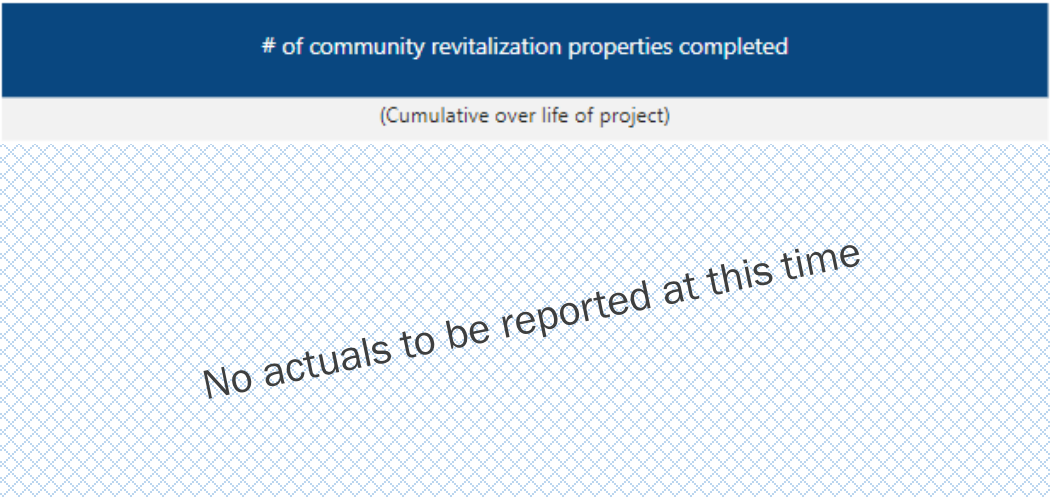 # of community revitalization properties completed
(Cumulative over life of project)
No actuals to be reported at this time